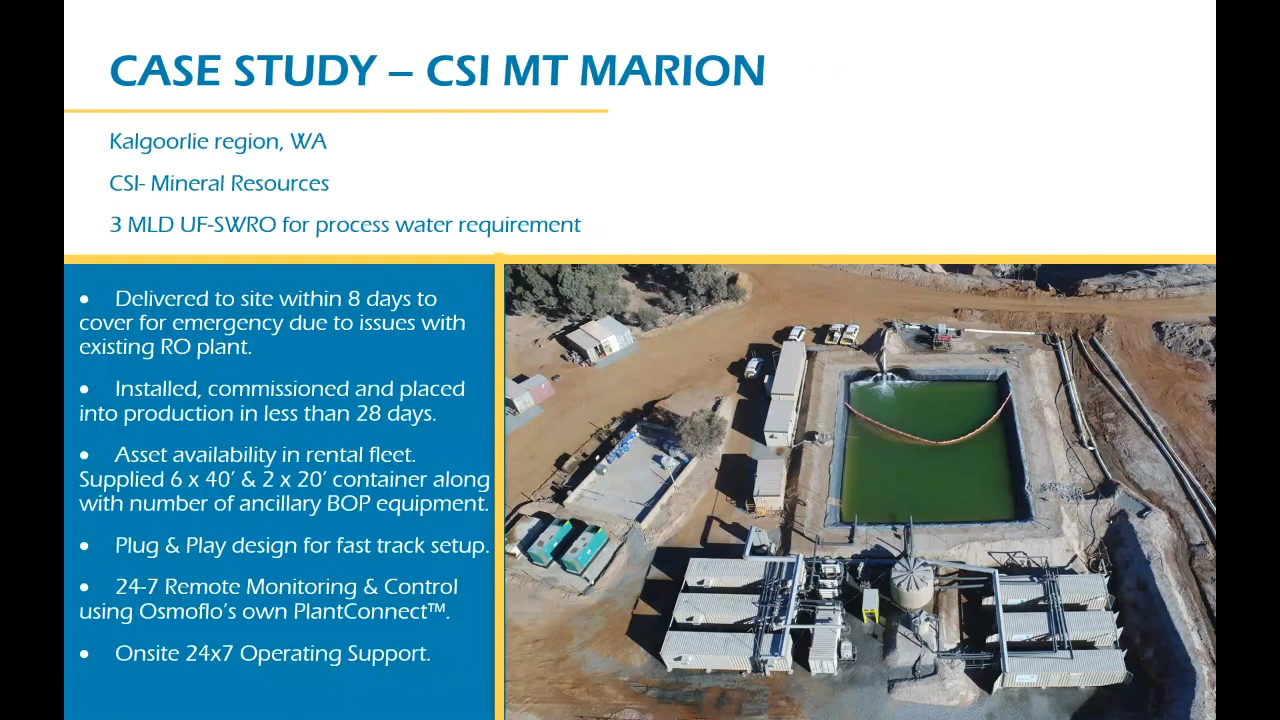 CASE STUDY – CSI MT MARION
Kalgoorlie region, WA
CSI- Mineral Resources
3 MLD UF-SWRO for process water requirement
• Delivered to site within 8 days to
cover for emergency due to issues with
existing RO plant.
• Installed, commissioned and placed
into production in less than 28 days.
• Asset availability in rental fleet.
Supplied 6 x 40’ & 2 x 20’ container along
with number of ancillary BOP equipment.
• Plug & Play design for fast track setup.
• 24-7 Remote Monitoring & Control
using Osmoflo’s own PlantConnect™.
• Onsite 24x7 Operating Support.